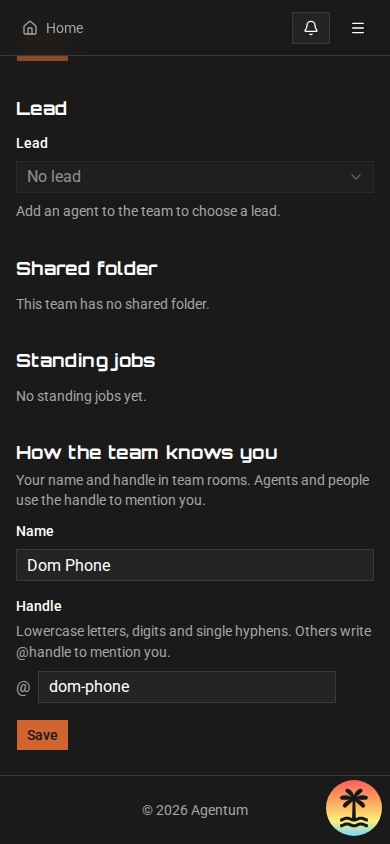 Home
Lead
Lead
No lead
Add an agent to the team to choose a lead.
Shared folder
This team has no shared folder.
Standing jobs
No standing jobs yet.
How the team knows you
Your name and handle in team rooms. Agents and people
use the handle to mention you.
Name
Dom Phone
Handle
Lowercase letters, digits and single hyphens. Others write
@handle to mention you.
@ dom-phone
Save
© 2026 Agentum